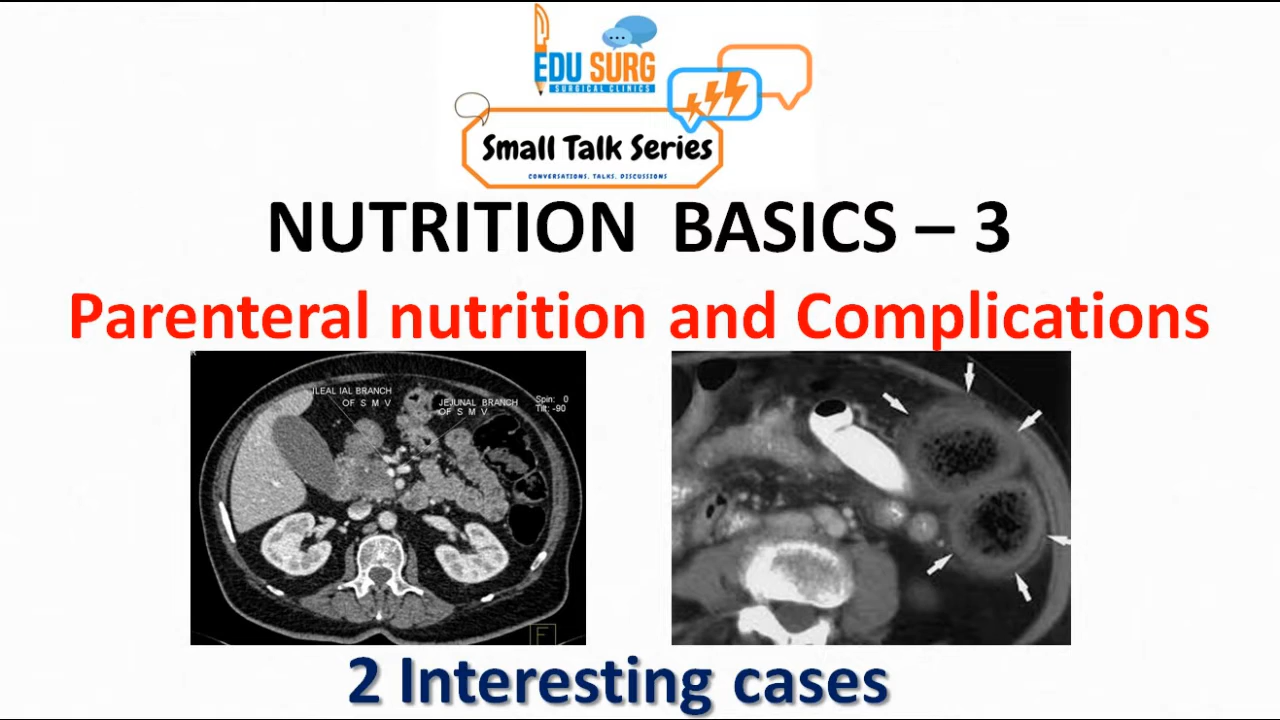 EDU SURG
SURGICAL CLINICS
Small Talk Series
CONVERSATIONS, TALKS, DISCUSSIONS
NUTRITION BASICS – 3
Parenteral nutrition and Complications
ILEAL IAL BRANCH
OF S M V
JEJUNAL BRANCH
OF S M V
Spin: 0
Tilt: -90
F
2 Interesting cases